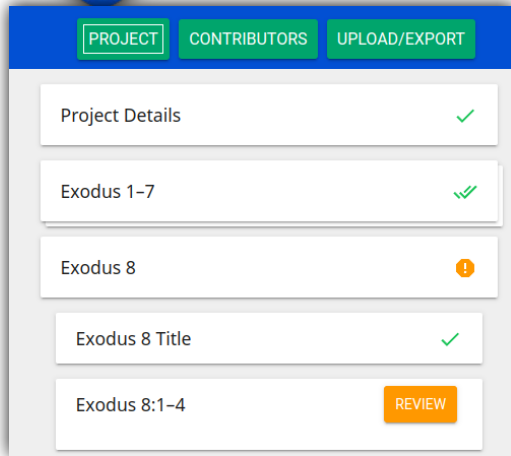 PROJECT CONTRIBUTORS UPLOAD/EXPORT
Project Details
Exodus 1–7
Exodus 8
Exodus 8 Title
Exodus 8:1–4 REVIEW